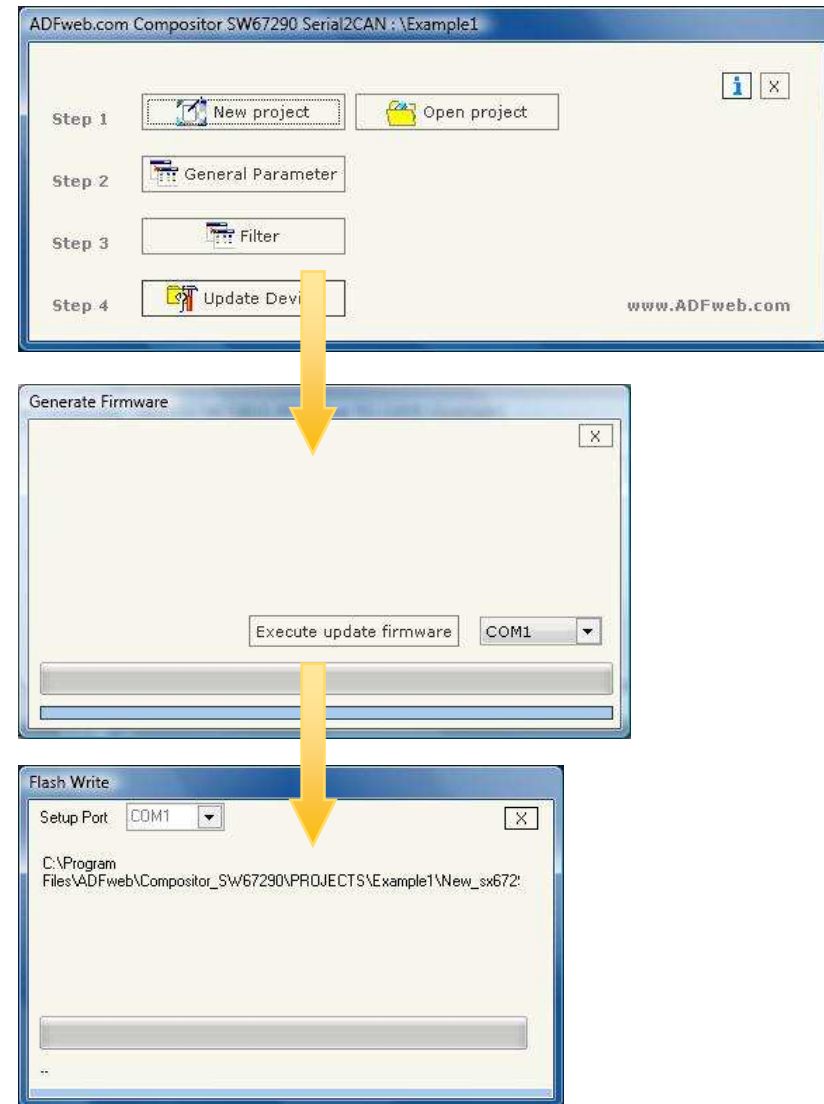 ADFweb.com Compositor SW67290 Serial2CAN : \Example1
i X
Step 1 New project Open project
Step 2 General Parameter
Step 3 Filter
Step 4 Update Devi
www.ADFweb.com
Generate Firmware
X
Execute update firmware COM1
Flash Write
Setup Port COM1 X
C:\Program
Files\ADFweb\Compositor_SW67290\PROJECTS\Example1\New_sx672
--